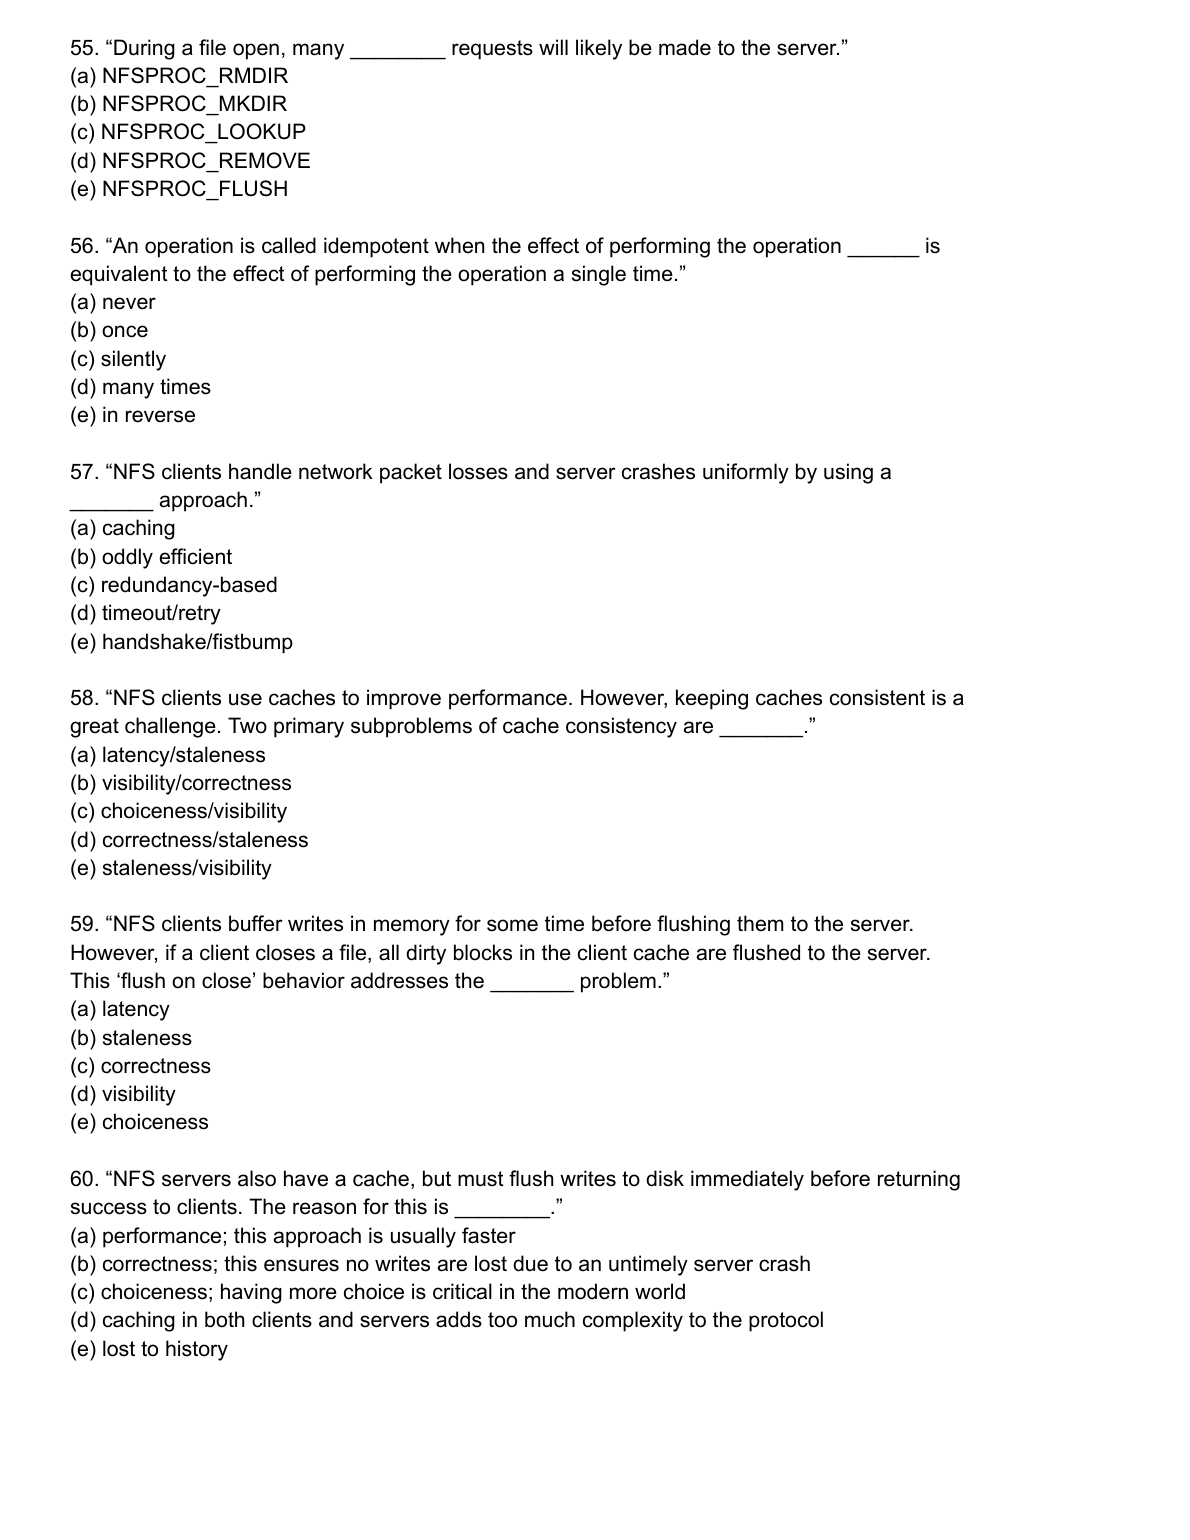 55. “During a file open, many ________ requests will likely be made to the server.”
(a) NFSPROC_RMDIR
(b) NFSPROC_MKDIR
(c) NFSPROC_LOOKUP
(d) NFSPROC_REMOVE
(e) NFSPROC_FLUSH
56. “An operation is called idempotent when the effect of performing the operation ______ is
equivalent to the effect of performing the operation a single time.”
(a) never
(b) once
(c) silently
(d) many times
(e) in reverse
57. “NFS clients handle network packet losses and server crashes uniformly by using a
_______ approach.”
(a) caching
(b) oddly efficient
(c) redundancy-based
(d) timeout/retry
(e) handshake/fistbump
58. “NFS clients use caches to improve performance. However, keeping caches consistent is a
great challenge. Two primary subproblems of cache consistency are _______.”
(a) latency/staleness
(b) visibility/correctness
(c) choiceness/visibility
(d) correctness/staleness
(e) staleness/visibility
59. “NFS clients buffer writes in memory for some time before flushing them to the server.
However, if a client closes a file, all dirty blocks in the client cache are flushed to the server.
This ‘flush on close’ behavior addresses the _______ problem.”
(a) latency
(b) staleness
(c) correctness
(d) visibility
(e) choiceness
60. “NFS servers also have a cache, but must flush writes to disk immediately before returning
success to clients. The reason for this is ________.”
(a) performance; this approach is usually faster
(b) correctness; this ensures no writes are lost due to an untimely server crash
(c) choiceness; having more choice is critical in the modern world
(d) caching in both clients and servers adds too much complexity to the protocol
(e) lost to history